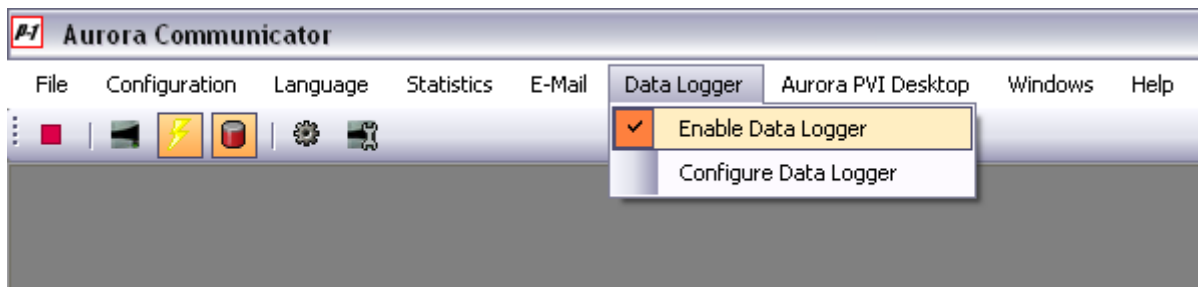 P-1 Aurora Communicator
File Configuration Language Statistics E-Mail Data Logger Aurora PVI Desktop Windows Help
Enable Data Logger
Configure Data Logger